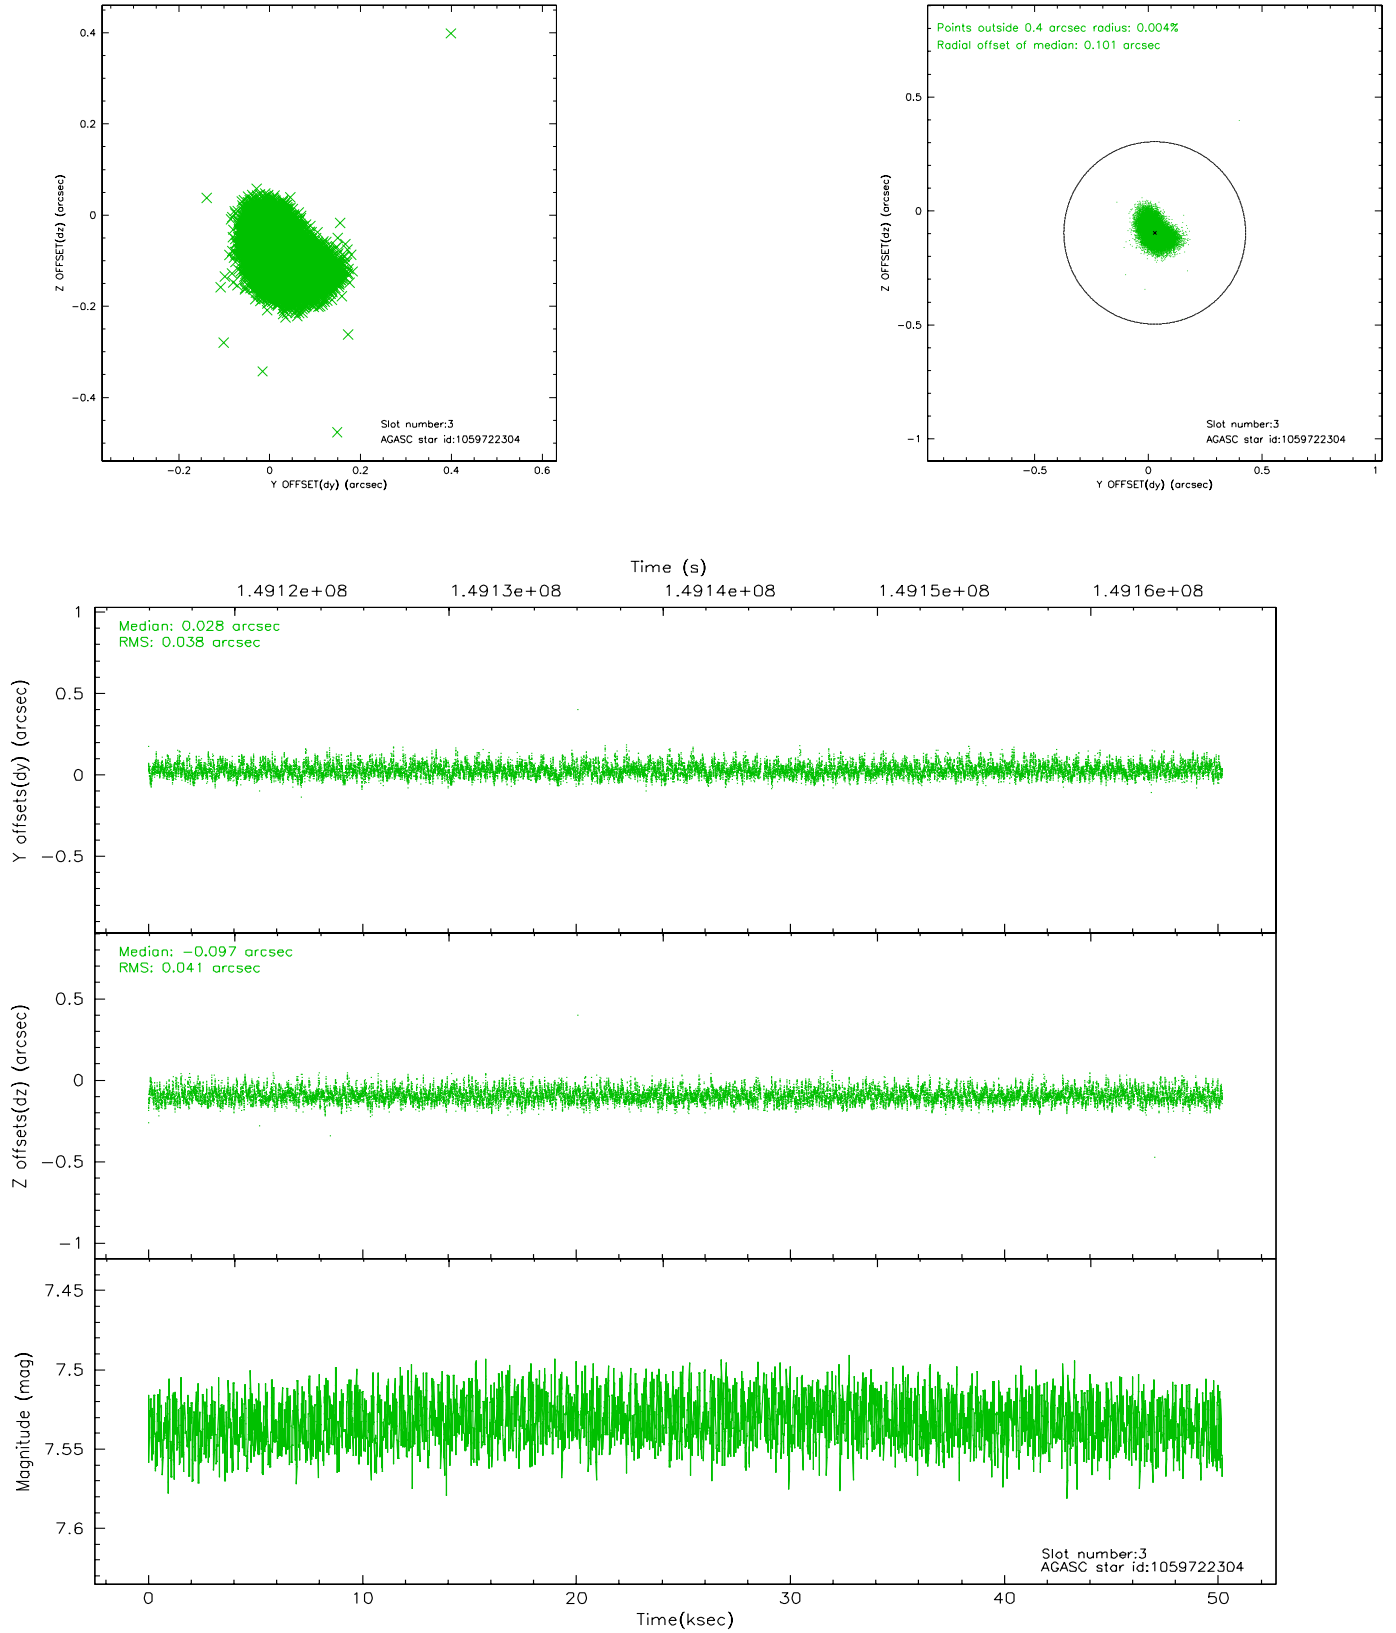 0.4
0.2
0
−0.2
−0.4
Z OFFSET(dz) (arcsec)
Slot number:3
AGASC star id:1059722304
−0.2 0 0.2 0.4 0.6
Y OFFSET(dy) (arcsec)
Points outside 0.4 arcsec radius: 0.004%
Radial offset of median: 0.101 arcsec
0.5
0
−0.5
−1
Z OFFSET(dz) (arcsec)
Slot number:3
AGASC star id:1059722304
−0.5 0 0.5 1
Y OFFSET(dy) (arcsec)
Time (s)
1.4912e+08 1.4913e+08 1.4914e+08 1.4915e+08 1.4916e+08
Median: 0.028 arcsec
RMS: 0.038 arcsec
1
0.5
0
−0.5
Y offsets(dy) (arcsec)
Median: −0.097 arcsec
RMS: 0.041 arcsec
0.5
0
−0.5
−1
Z offsets(dz) (arcsec)
7.45
7.5
7.55
7.6
Magnitude (mag)
Slot number:3
AGASC star id:1059722304
0 10 20 30 40 50
Time(ksec)